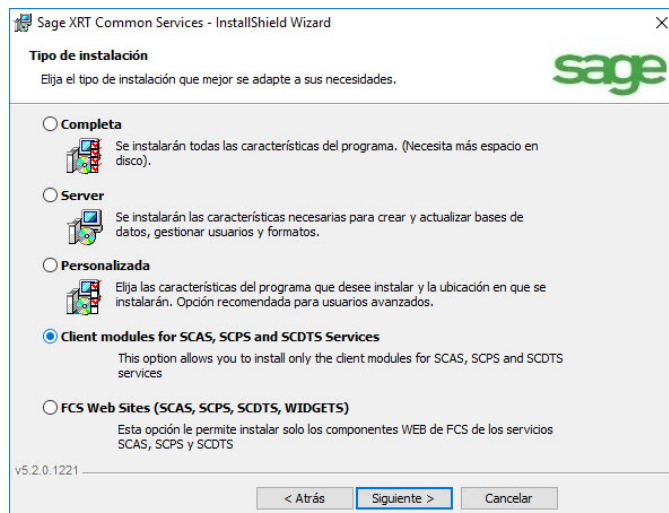 Sage XRT Common Services - InstallShield Wizard
Tipo de instalación
Elija el tipo de instalación que mejor se adapte a sus necesidades.
sage
Completa
Se instalarán todas las características del programa. (Necesita más espacio en
disco).
Server
Se instalarán las características necesarias para crear y actualizar bases de
datos, gestionar usuarios y formatos.
Personalizada
Elija las características del programa que desee instalar y la ubicación en que se
instalarán. Opción recomendada para usuarios avanzados.
Client modules for SCAS, SCPS and SCDTS Services
This option allows you to install only the client modules for SCAS, SCPS and SCDTS
services
FCS Web Sites (SCAS, SCPS, SCDTS, WIDGETS)
Esta opción le permite instalar solo los componentes WEB de FCS de los servicios
SCAS, SCPS y SCDTS
v5.2.0.1221
< Atrás Siguiente > Cancelar